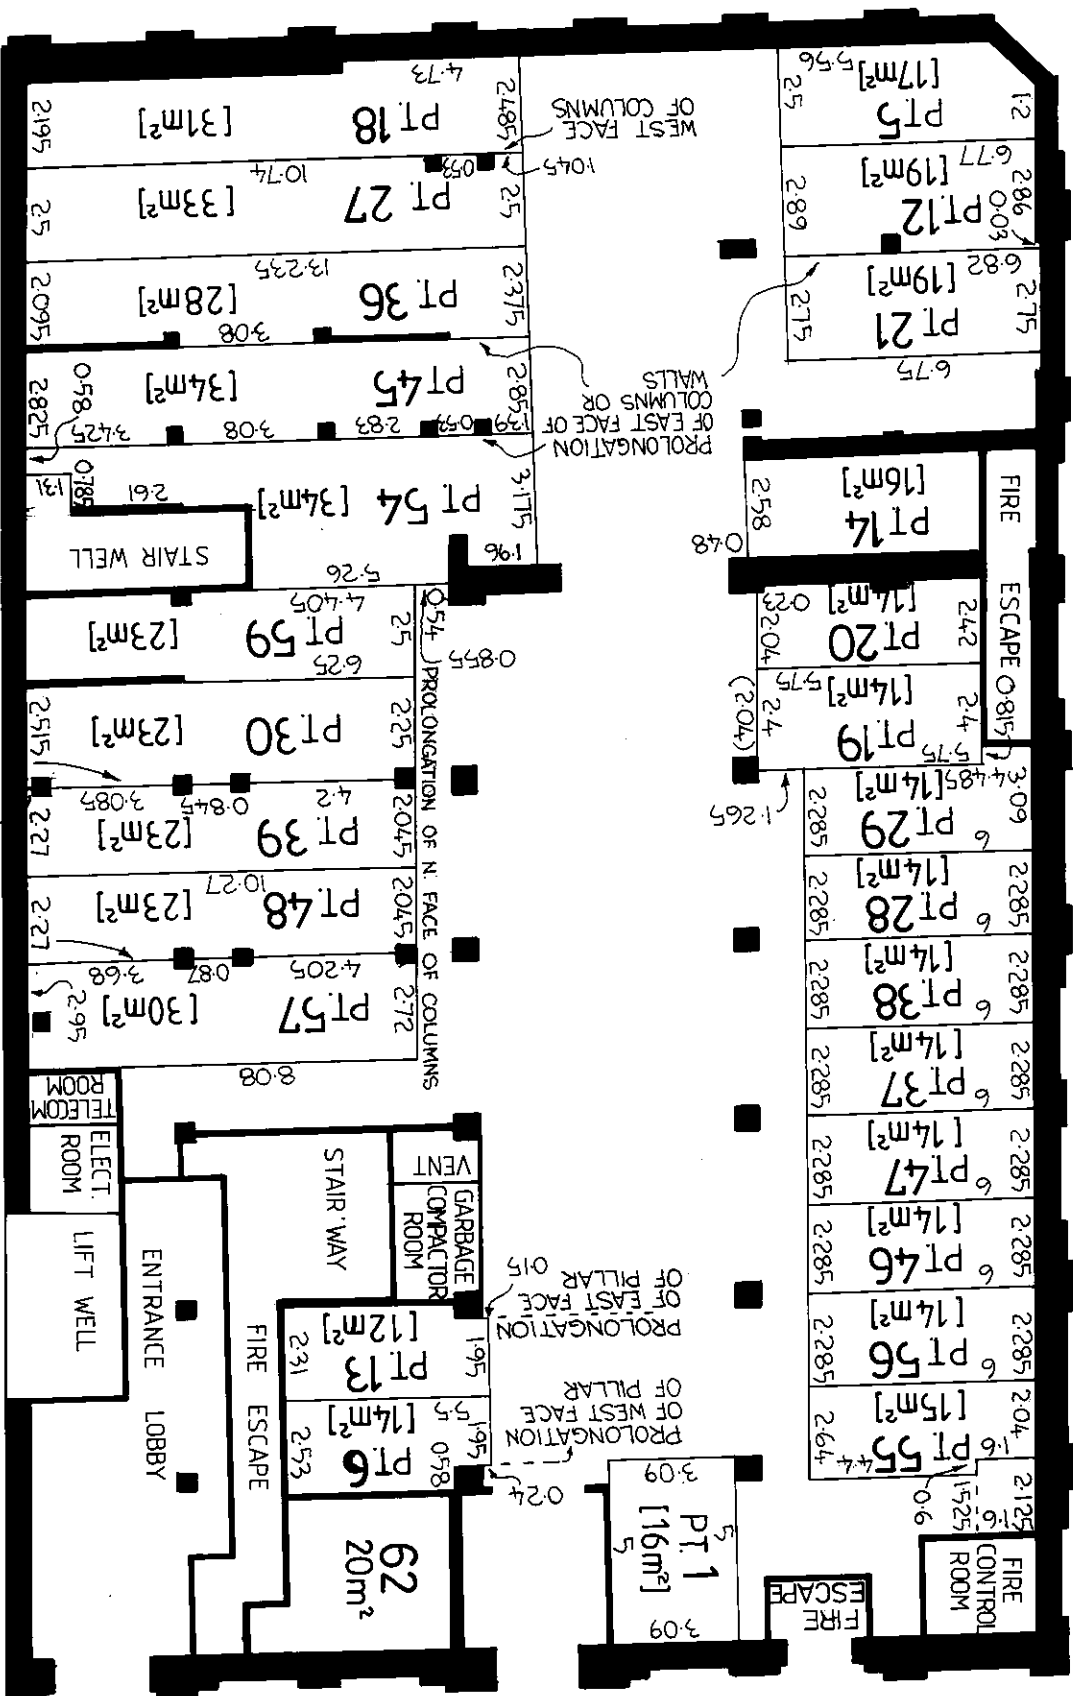 4.73
2.485
2.195
PT. 18
[31m²]
WEST FACE
OF COLUMNS
1.045
0.53
10.74
2.5
PT. 27
[33m²]
2.5
13.235
2.375
PT. 36
[28m²]
2.095
3.08
2.85
PT 45
[34m²]
2.825
0.58
3.425
3.08
2.83
0.53
1.39
PROLONGATION
OF EAST FACE OF
COLUMNS OR
WALLS
3.175
PT. 54
[34m²]
1.31
0.785
2.61
STAIR WELL
1.96
5.26
5.56
2.5
PT. 5
[17m²]
1.2
6.77
2.89
PT. 12
[19m²]
2.86
0.03
6.82
2.75
PT. 21
[19m²]
2.75
6.75
2.58
PT. 14
[16m²]
0.48
FIRE
ESCAPE
0.815
0.23
2.04
PT. 20
[14m²]
2.42
5.75
2.4
(2.04)
PT. 19
[14m²]
2.4
5.75
1.265
4.485
3.09
0.54
0.855
4.405
2.5
PT. 59
[23m²]
6.25
2.25
PT. 30
[23m²]
2.515
PROLONGATION OF N. FACE OF COLUMNS
4.2
0.845
3.085
2.045
PT. 39
[23m²]
2.27
10.27
2.045
PT. 48
[23m²]
2.27
4.205
0.87
3.68
2.72
PT. 57
[30m²]
2.95
8.08
2.285
PT. 29
[14m²]
6
2.285
PT. 28
[14m²]
6
2.285
2.285
PT. 38
[14m²]
6
2.285
2.285
PT. 37
[14m²]
6
2.285
2.285
PT. 47
[14m²]
6
2.285
2.285
PT. 46
[14m²]
6
2.285
2.285
PT. 56
[14m²]
6
2.285
2.64
PT. 55
[15m²]
2.04
1.6
4.4
0.6
1.525
1.6
2.125
TELECOM
ROOM
ELECT.
ROOM
LIFT WELL
ENTRANCE LOBBY
STAIR WAY
VENT
GARBAGE
COMPACTOR
ROOM
FIRE ESCAPE
0.15
PROLONGATION
OF EAST FACE
OF PILLAR
1.95
PT. 13
[12m²]
2.31
5.5
1.95
PT. 6
[14m²]
2.53
0.58
0.24
PROLONGATION
OF WEST FACE
OF PILLAR
62
20m²
3.09
5
PT. 1
[16m²]
5
3.09
FIRE
ESCAPE
FIRE
CONTROL
ROOM